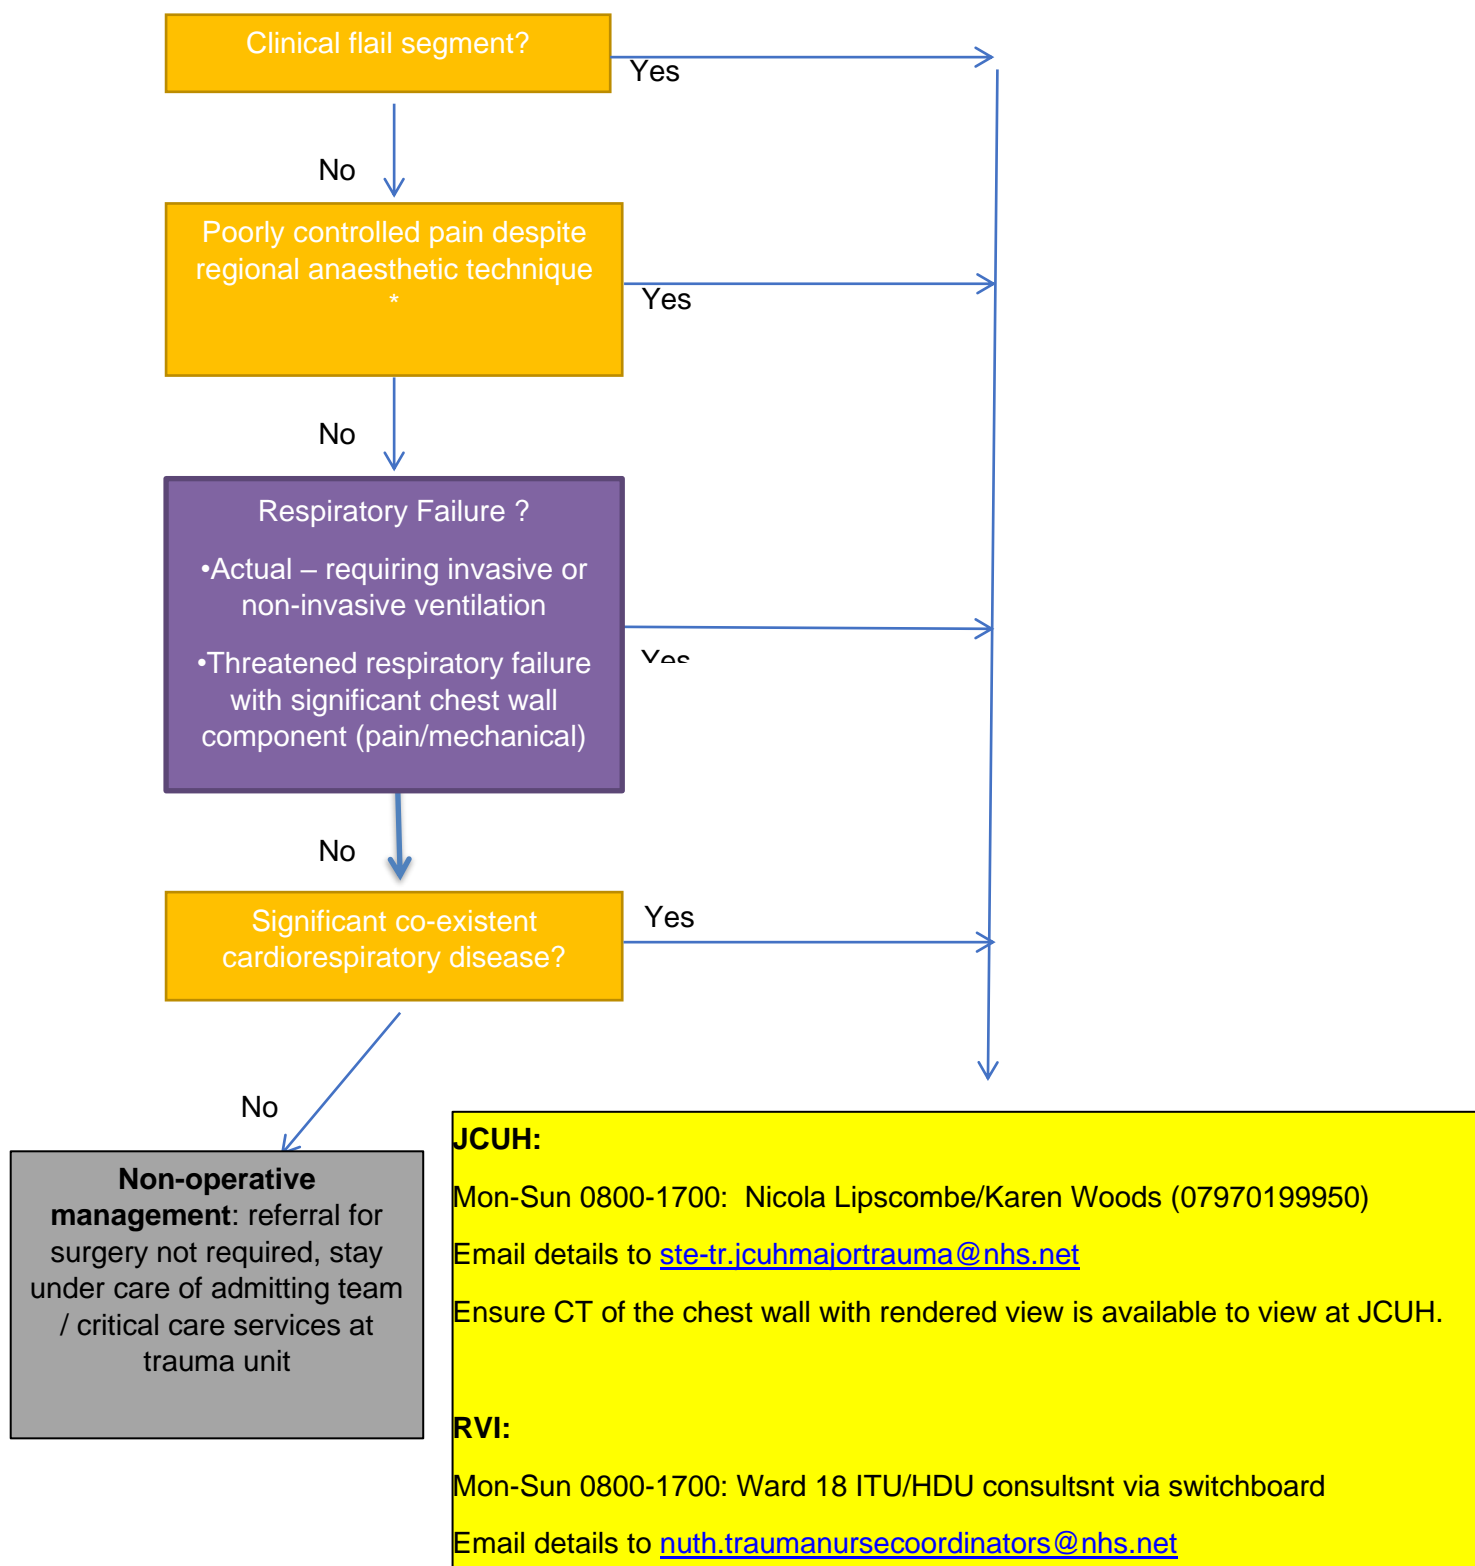 Clinical flail segment?
Yes
No
Poorly controlled pain despite
regional anaesthetic technique
*
Yes
No
Respiratory Failure ?
•Actual – requiring invasive or
non-invasive ventilation
•Threatened respiratory failure
with significant chest wall
component (pain/mechanical)
Yes
No
Significant co-existent
cardiorespiratory disease?
Yes
No
Non-operative
management: referral for
surgery not required, stay
under care of admitting team
/ critical care services at
trauma unit
JCUH:
Mon-Sun 0800-1700:  Nicola Lipscombe/Karen Woods (07970199950)
Email details to ste-tr.jcuhmajortrauma@nhs.net
Ensure CT of the chest wall with rendered view is available to view at JCUH.
RVI:
Mon-Sun 0800-1700: Ward 18 ITU/HDU consultsnt via switchboard
Email details to nuth.traumanursecoordinators@nhs.net